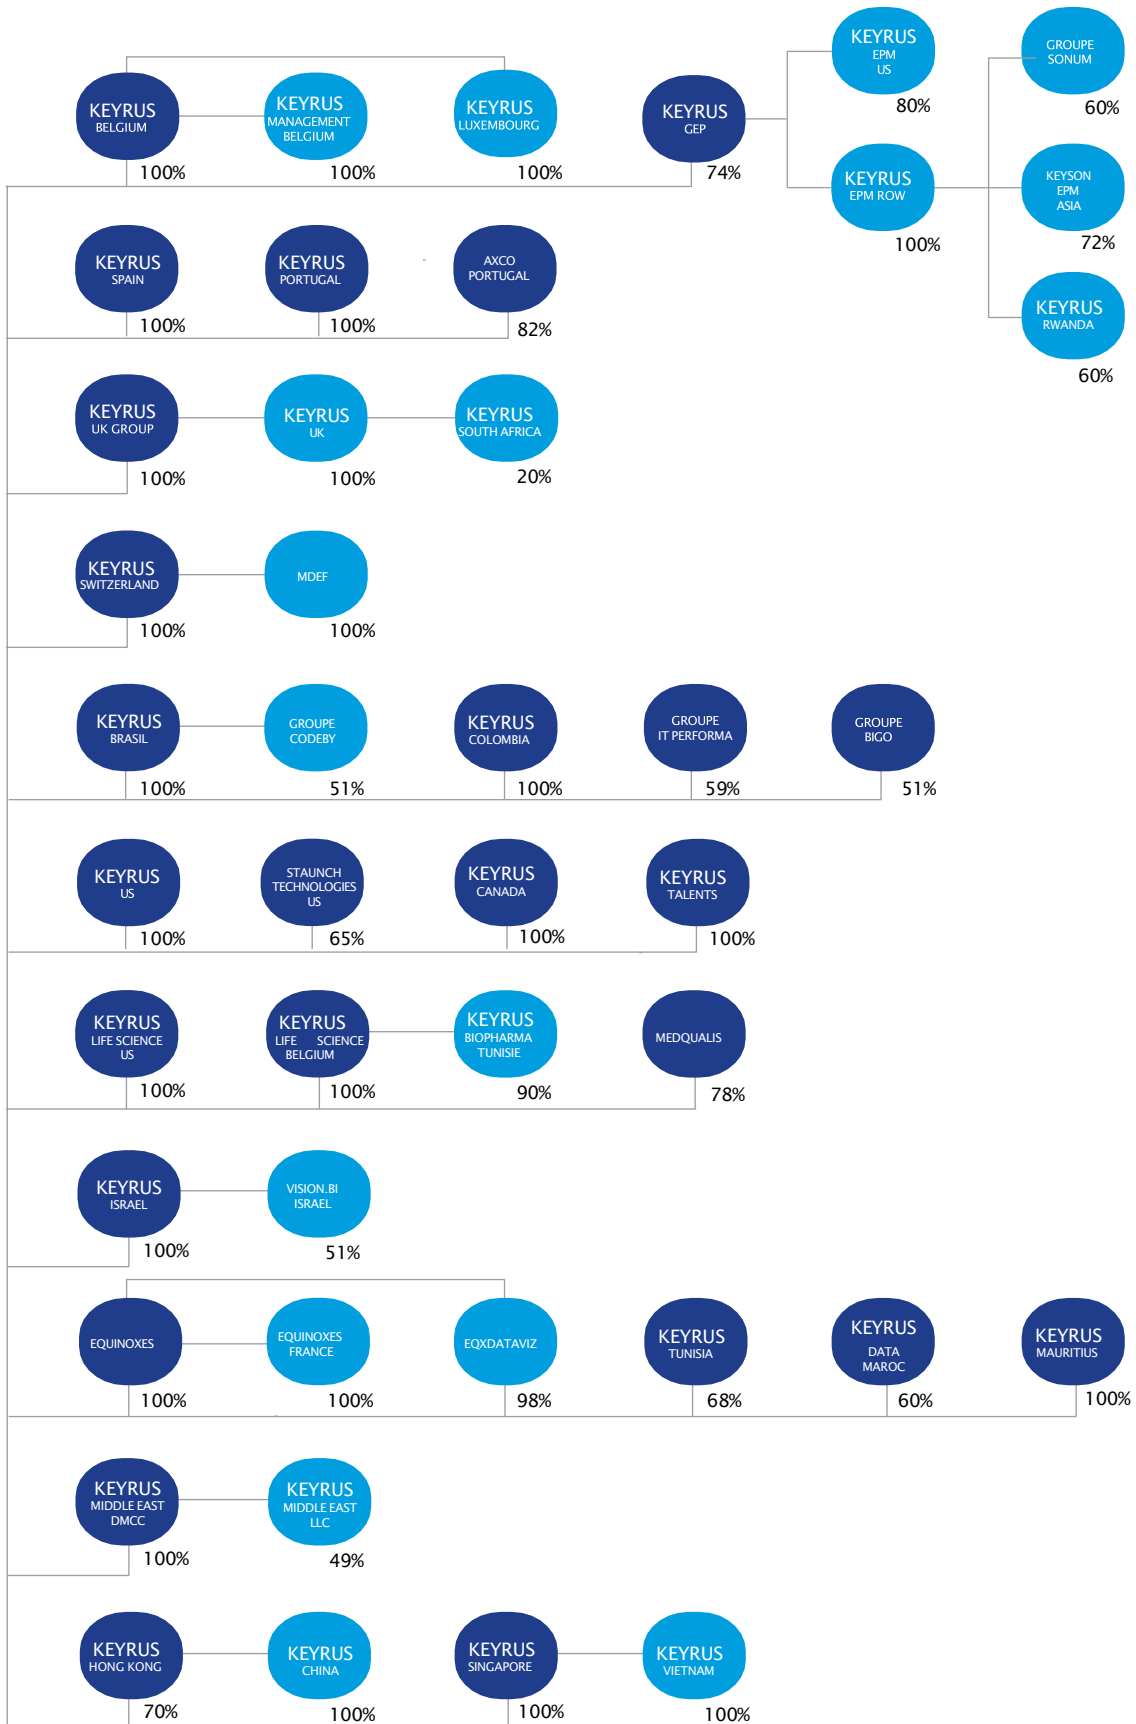 KEYRUS
BELGIUM
100%
KEYRUS
MANAGEMENT
BELGIUM
100%
KEYRUS
LUXEMBOURG
100%
KEYRUS
GEP
74%
KEYRUS
EPM
US
80%
GROUPE
SONUM
60%
KEYRUS
EPM ROW
100%
KEYSON
EPM
ASIA
72%
KEYRUS
RWANDA
60%
KEYRUS
SPAIN
100%
KEYRUS
PORTUGAL
100%
AXCO
PORTUGAL
82%
KEYRUS
UK GROUP
100%
KEYRUS
UK
100%
KEYRUS
SOUTH AFRICA
20%
KEYRUS
SWITZERLAND
100%
MDEF
100%
KEYRUS
BRASIL
100%
GROUPE
CODEBY
51%
KEYRUS
COLOMBIA
100%
GROUPE
IT PERFORMA
59%
GROUPE
BIGO
51%
KEYRUS
US
100%
STAUNCH
TECHNOLOGIES
US
65%
KEYRUS
CANADA
100%
KEYRUS
TALENTS
100%
KEYRUS
LIFE SCIENCE
US
100%
KEYRUS
LIFE SCIENCE
BELGIUM
100%
KEYRUS
BIOPHARMA
TUNISIE
90%
MEDQUALIS
78%
KEYRUS
ISRAEL
100%
VISION.BI
ISRAEL
51%
EQUINOXES
100%
EQUINOXES
FRANCE
100%
EQXDATAVIZ
98%
KEYRUS
TUNISIA
68%
KEYRUS
DATA
MAROC
60%
KEYRUS
MAURITIUS
100%
KEYRUS
MIDDLE EAST
DMCC
100%
KEYRUS
MIDDLE EAST
LLC
49%
KEYRUS
HONG KONG
70%
KEYRUS
CHINA
100%
KEYRUS
SINGAPORE
100%
KEYRUS
VIETNAM
100%